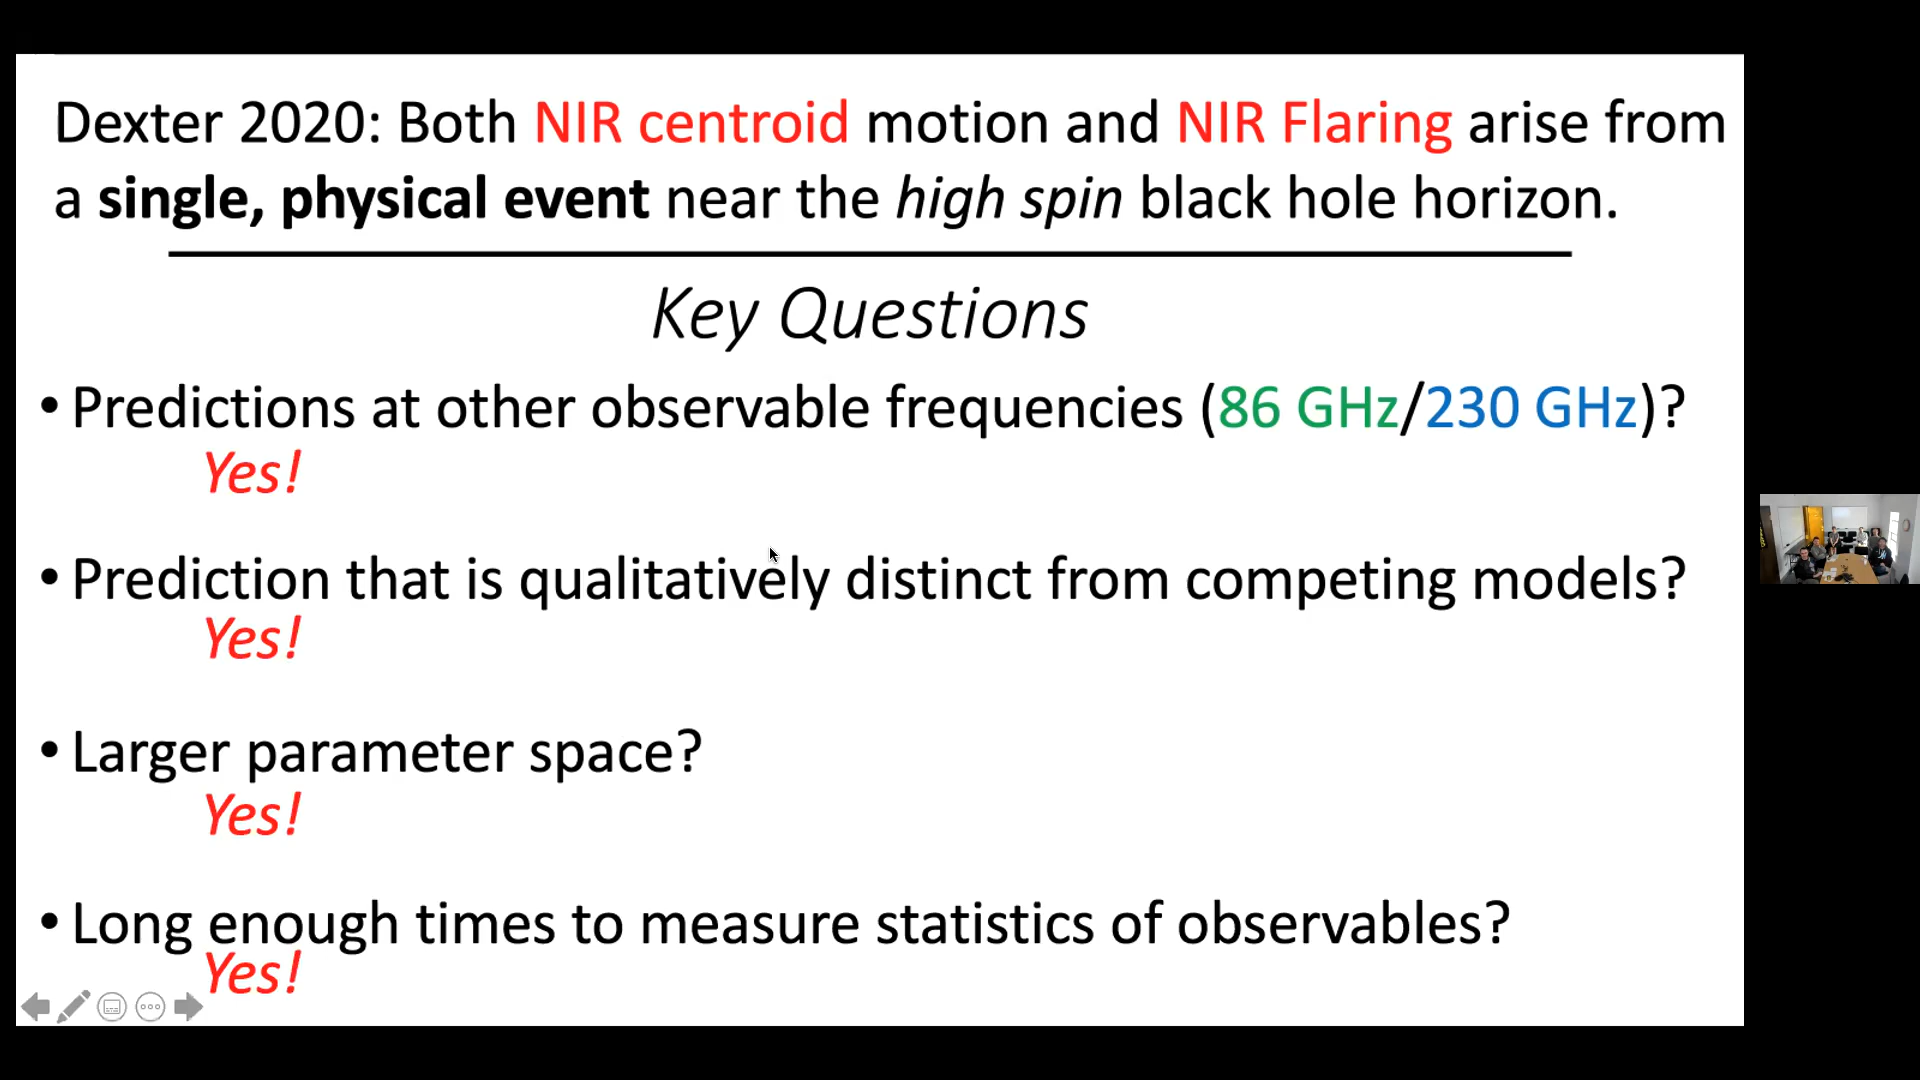 Dexter 2020: Both NIR centroid motion and NIR Flaring arise from
a single, physical event near the high spin black hole horizon.
Key Questions
• Predictions at other observable frequencies (86 GHz/230 GHz)?
Yes!
• Prediction that is qualitatively distinct from competing models?
Yes!
• Larger parameter space?
Yes!
• Long enough times to measure statistics of observables?
Yes!